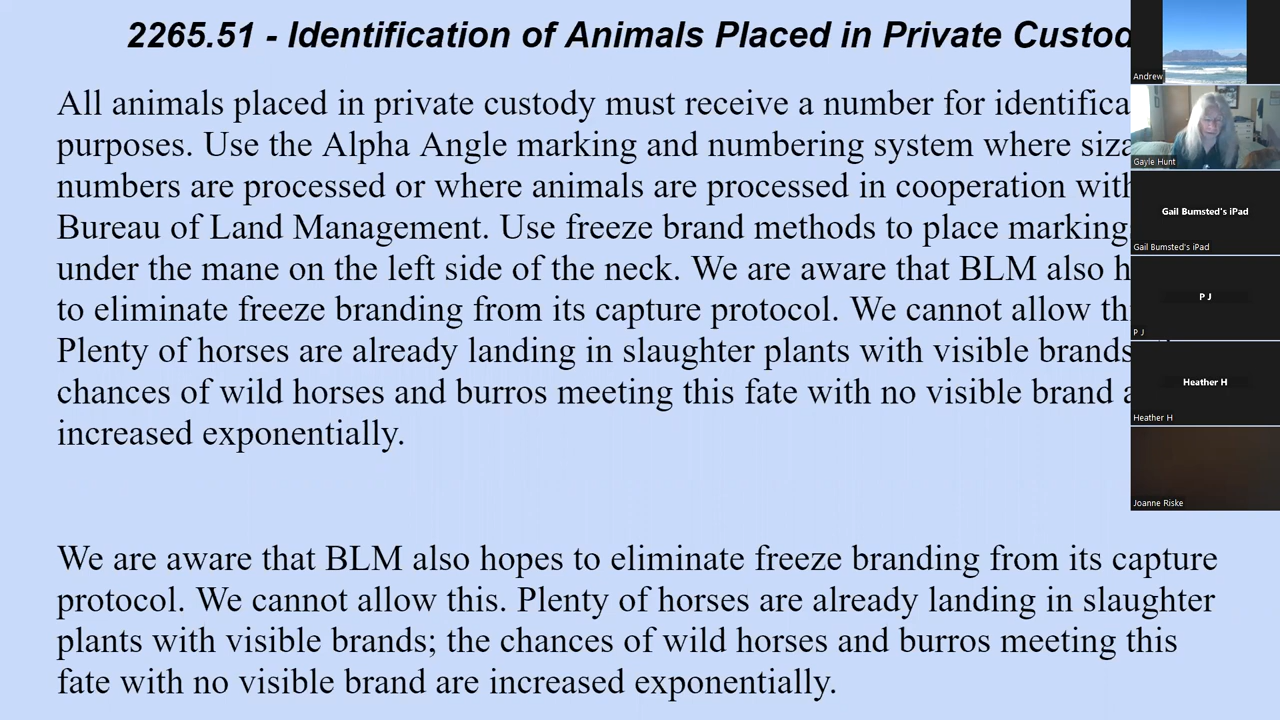 2265.51 - Identification of Animals Placed in Private Custod
All animals placed in private custody must receive a number for identifica
purposes. Use the Alpha Angle marking and numbering system where siza
numbers are processed or where animals are processed in cooperation with
Bureau of Land Management. Use freeze brand methods to place marking
under the mane on the left side of the neck. We are aware that BLM also h
to eliminate freeze branding from its capture protocol. We cannot allow th
Plenty of horses are already landing in slaughter plants with visible brands
chances of wild horses and burros meeting this fate with no visible brand a
increased exponentially.
We are aware that BLM also hopes to eliminate freeze branding from its capture
protocol. We cannot allow this. Plenty of horses are already landing in slaughter
plants with visible brands; the chances of wild horses and burros meeting this
fate with no visible brand are increased exponentially.
Andrew
Gayle Hunt
Gail Bumsted's iPad
Gail Bumsted's iPad
P J
P J
Heather H
Heather H
Joanne Riske